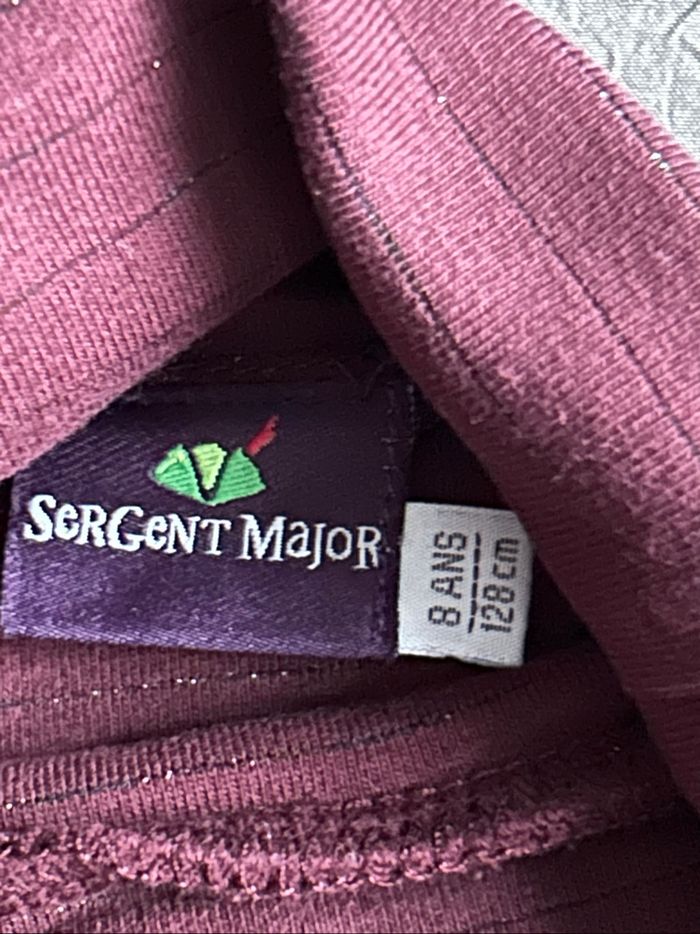 SeRGeNT MajoR
8 ANS
128 cm